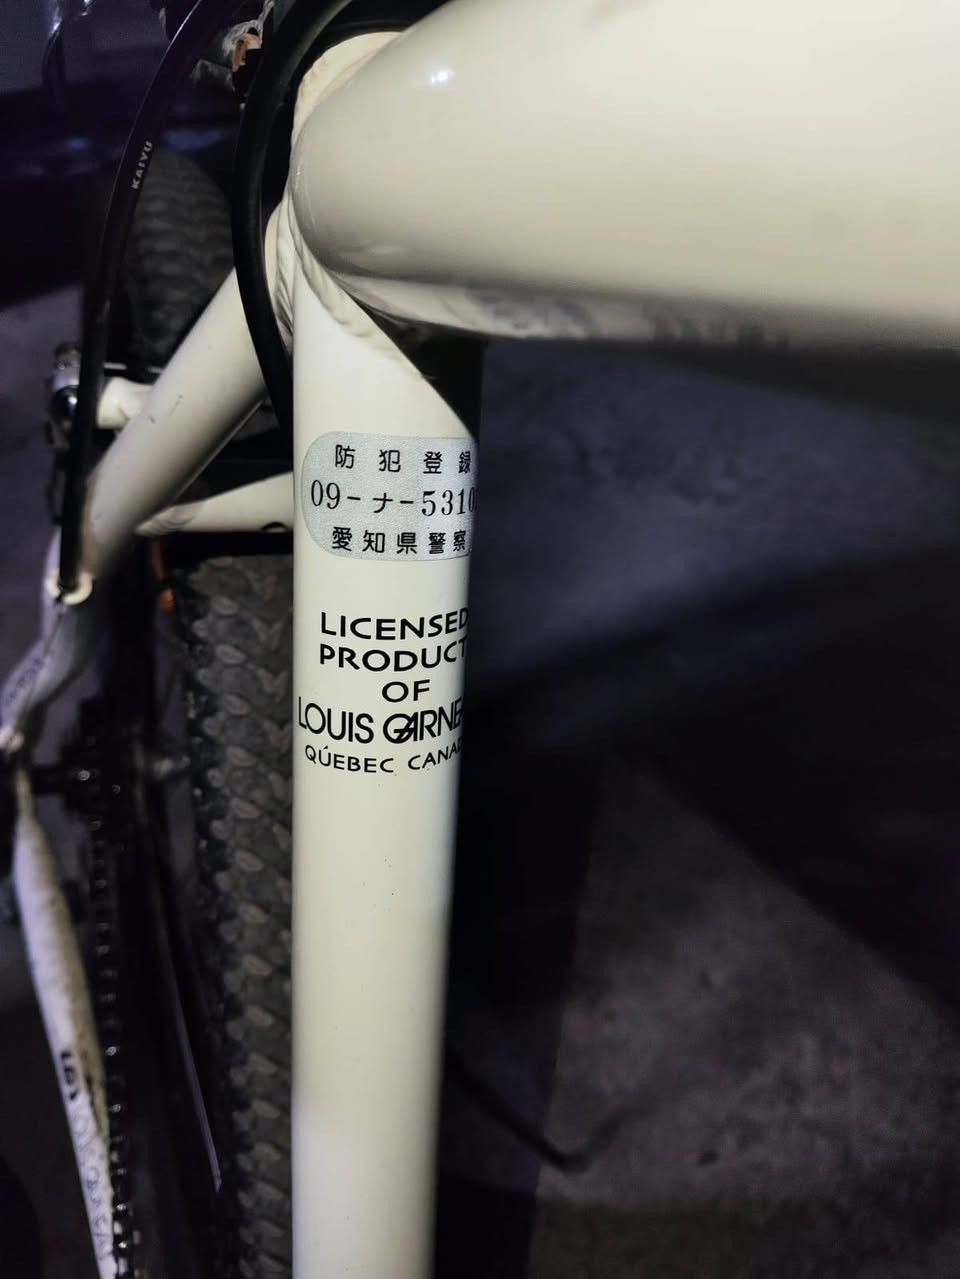 KAIYU
防犯登録
09-ナ-5310
愛知県警察
LICENSED
PRODUCT
OF
LOUIS GARNE
QÚEBEC CANA